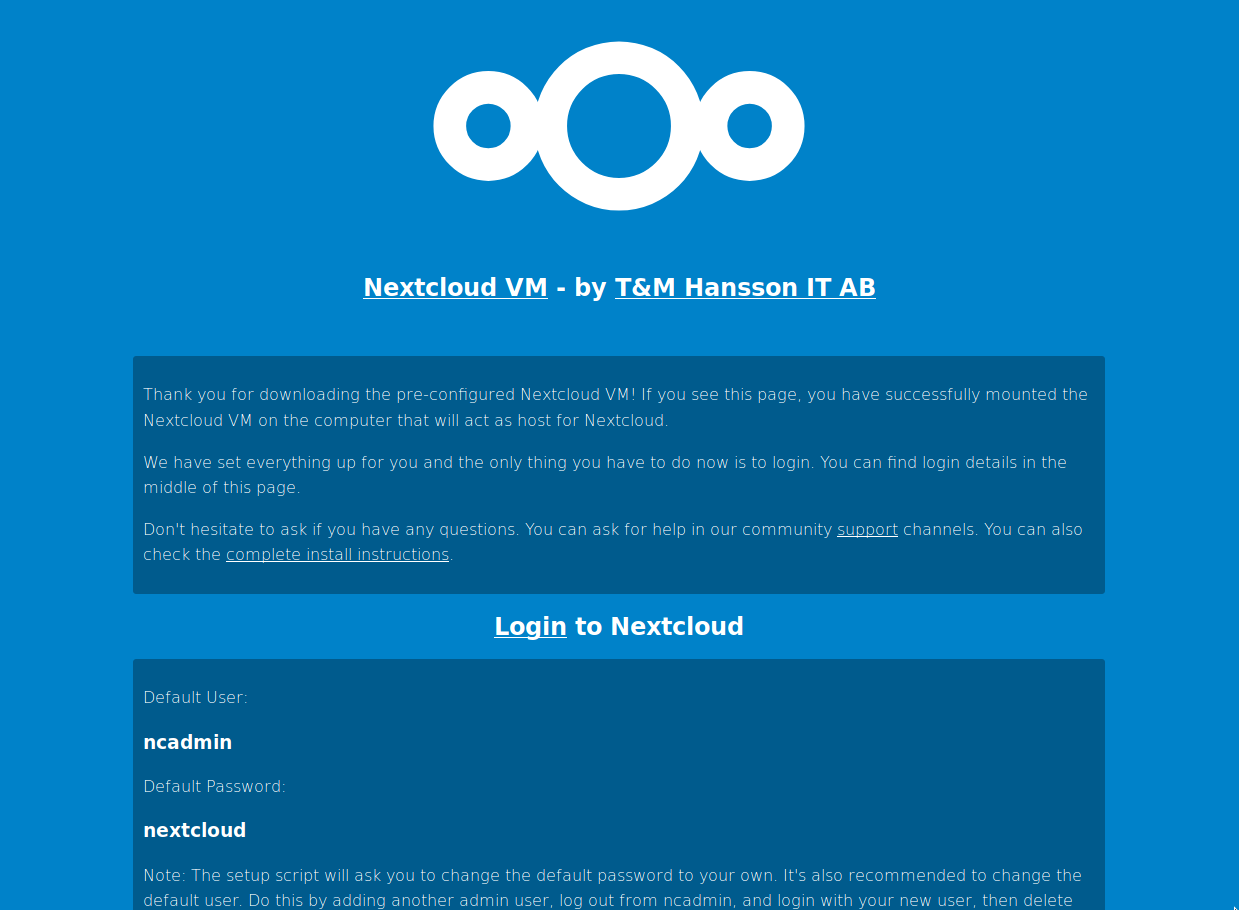 Nextcloud VM - by T&M Hansson IT AB
Thank you for downloading the pre-configured Nextcloud VM! If you see this page, you have successfully mounted the
Nextcloud VM on the computer that will act as host for Nextcloud.
We have set everything up for you and the only thing you have to do now is to login. You can find login details in the
middle of this page.
Don't hesitate to ask if you have any questions. You can ask for help in our community support channels. You can also
check the complete install instructions.
Login to Nextcloud
Default User:
ncadmin
Default Password:
nextcloud
Note: The setup script will ask you to change the default password to your own. It's also recommended to change the
default user. Do this by adding another admin user, log out from ncadmin, and login with your new user, then delete